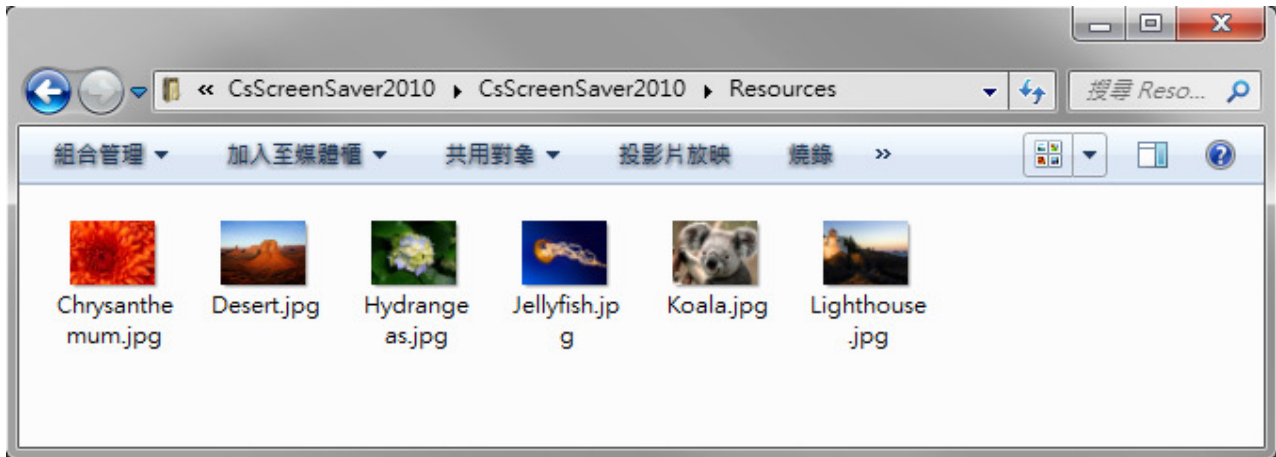 « CsScreenSaver2010 ▸ CsScreenSaver2010 ▸ Resources
搜尋 Reso...
組合管理 加入至媒體櫃 共用對象 投影片放映 燒錄 »
Chrysanthe
mum.jpg
Desert.jpg
Hydrange
as.jpg
Jellyfish.jp
g
Koala.jpg
Lighthouse
.jpg